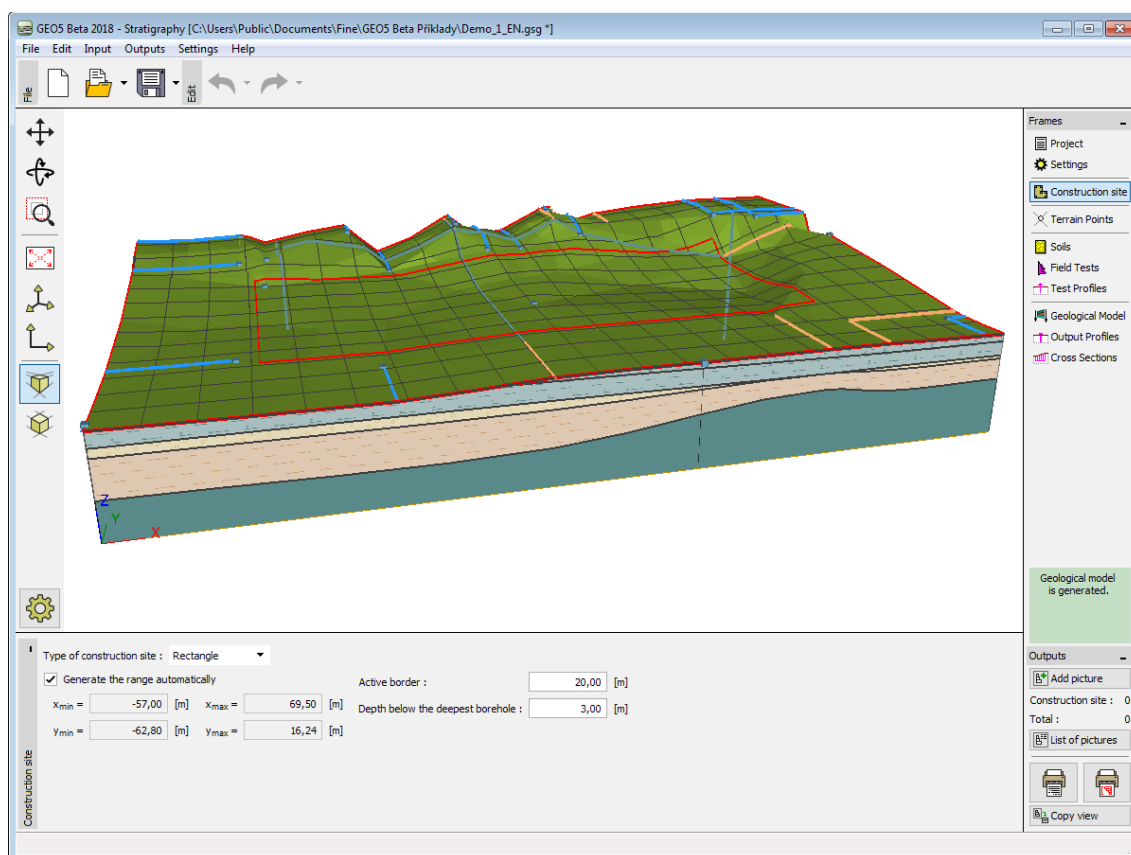 GEO5 Beta 2018 - Stratigraphy [C:\Users\Public\Documents\Fine\GEO5 Beta Příklady\Demo_1_EN.gsg *]
File Edit Input Outputs Settings Help
File
Edit
Frames
Project
Settings
Construction site
Terrain Points
Soils
Field Tests
Test Profiles
Geological Model
Output Profiles
Cross Sections
Z
Y
X
Geological model
is generated.
Construction site
Type of construction site : Rectangle
Generate the range automatically
xmin = -57,00 [m] xmax = 69,50 [m]
ymin = -62,80 [m] ymax = 16,24 [m]
Active border : 20,00 [m]
Depth below the deepest borehole : 3,00 [m]
Outputs
Add picture
Construction site : 0
Total : 0
List of pictures
Copy view